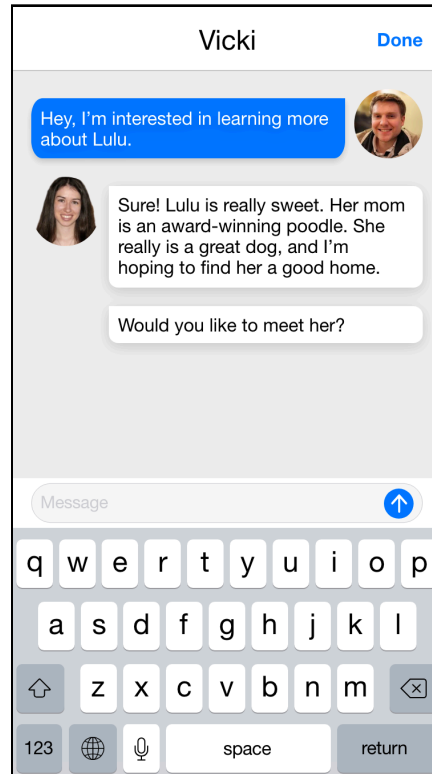 Vicki Done
Hey, I'm interested in learning more
about Lulu.
Sure! Lulu is really sweet. Her mom
is an award-winning poodle. She
really is a great dog, and I'm
hoping to find her a good home.
Would you like to meet her?
Message
q w e r t y u i o p
a s d f g h j k l
z x c v b n m
123 space return